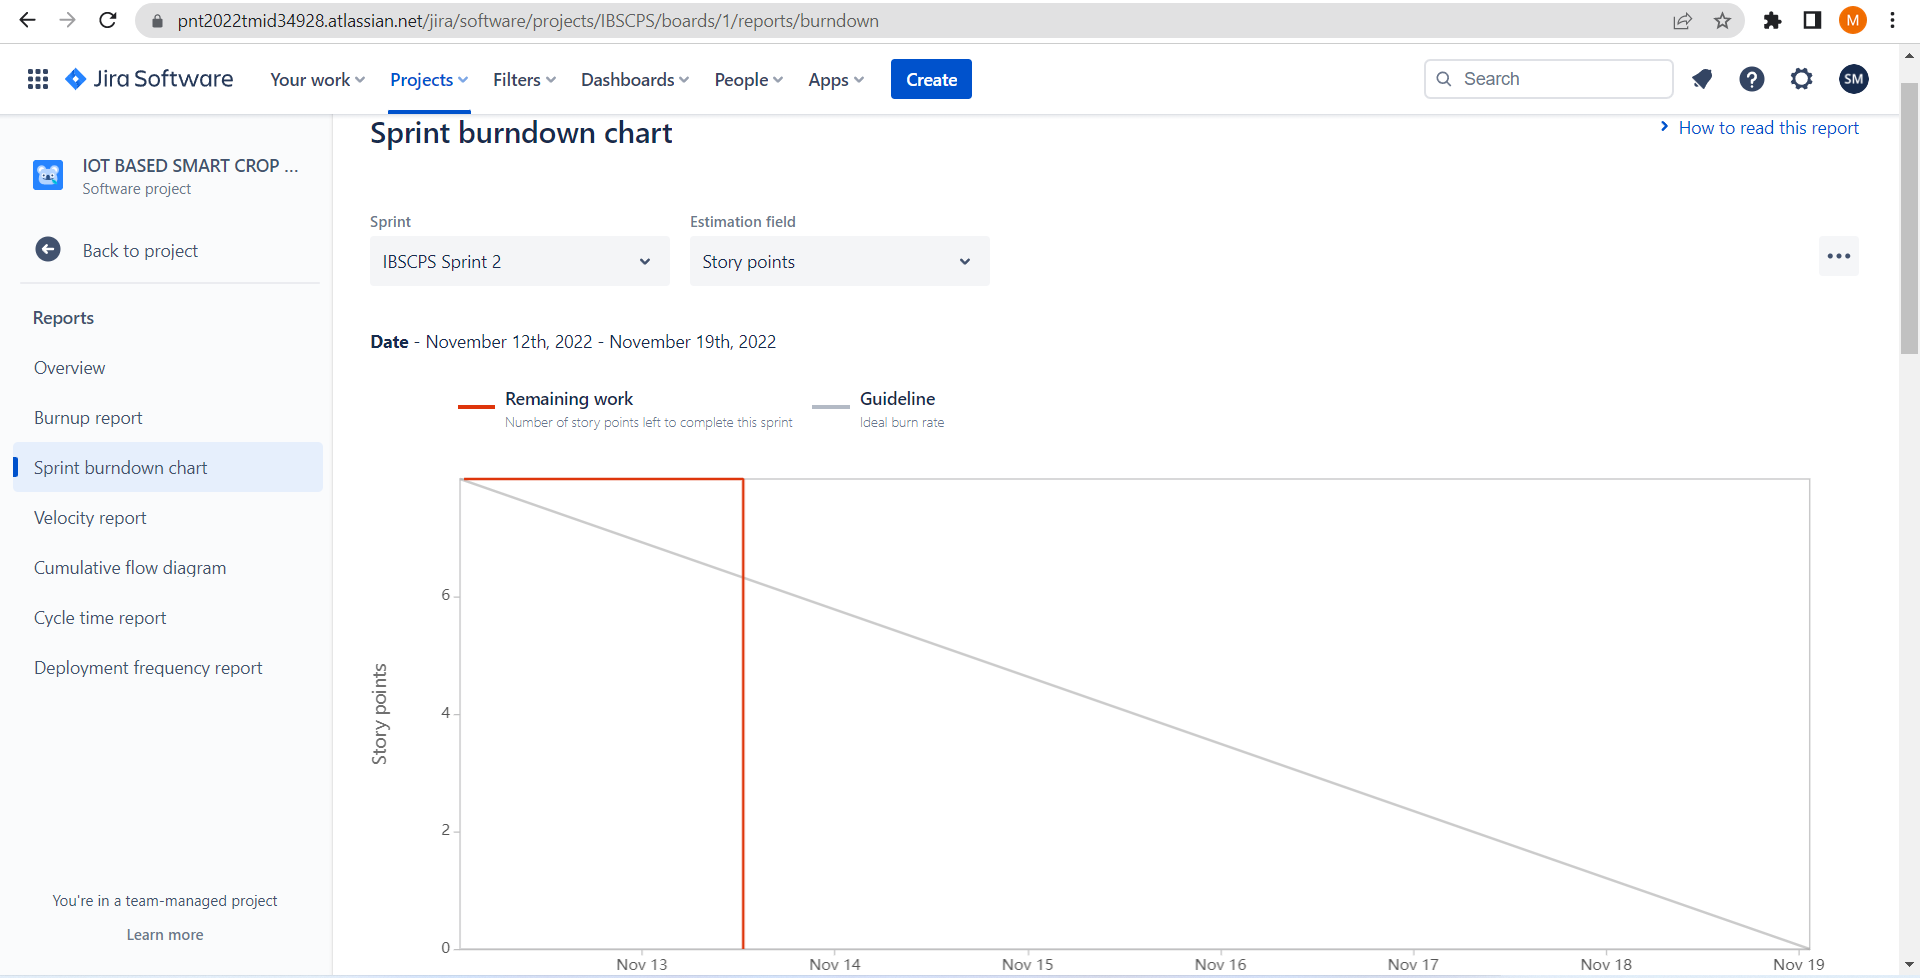 pnt2022tmid34928.atlassian.net/jira/software/projects/IBSCPS/boards/1/reports/burndown
M
Jira Software
Your work
Projects
Filters
Dashboards
People
Apps
Create
Search
SM
Sprint burndown chart
How to read this report
IOT BASED SMART CROP ...
Software project
Back to project
Reports
Overview
Burnup report
Sprint burndown chart
Velocity report
Cumulative flow diagram
Cycle time report
Deployment frequency report
You're in a team-managed project
Learn more
Sprint
Estimation field
IBSCPS Sprint 2
Story points
Date - November 12th, 2022 - November 19th, 2022
Remaining work
Number of story points left to complete this sprint
Guideline
Ideal burn rate
Story points
6
4
2
0
Nov 13
Nov 14
Nov 15
Nov 16
Nov 17
Nov 18
Nov 19